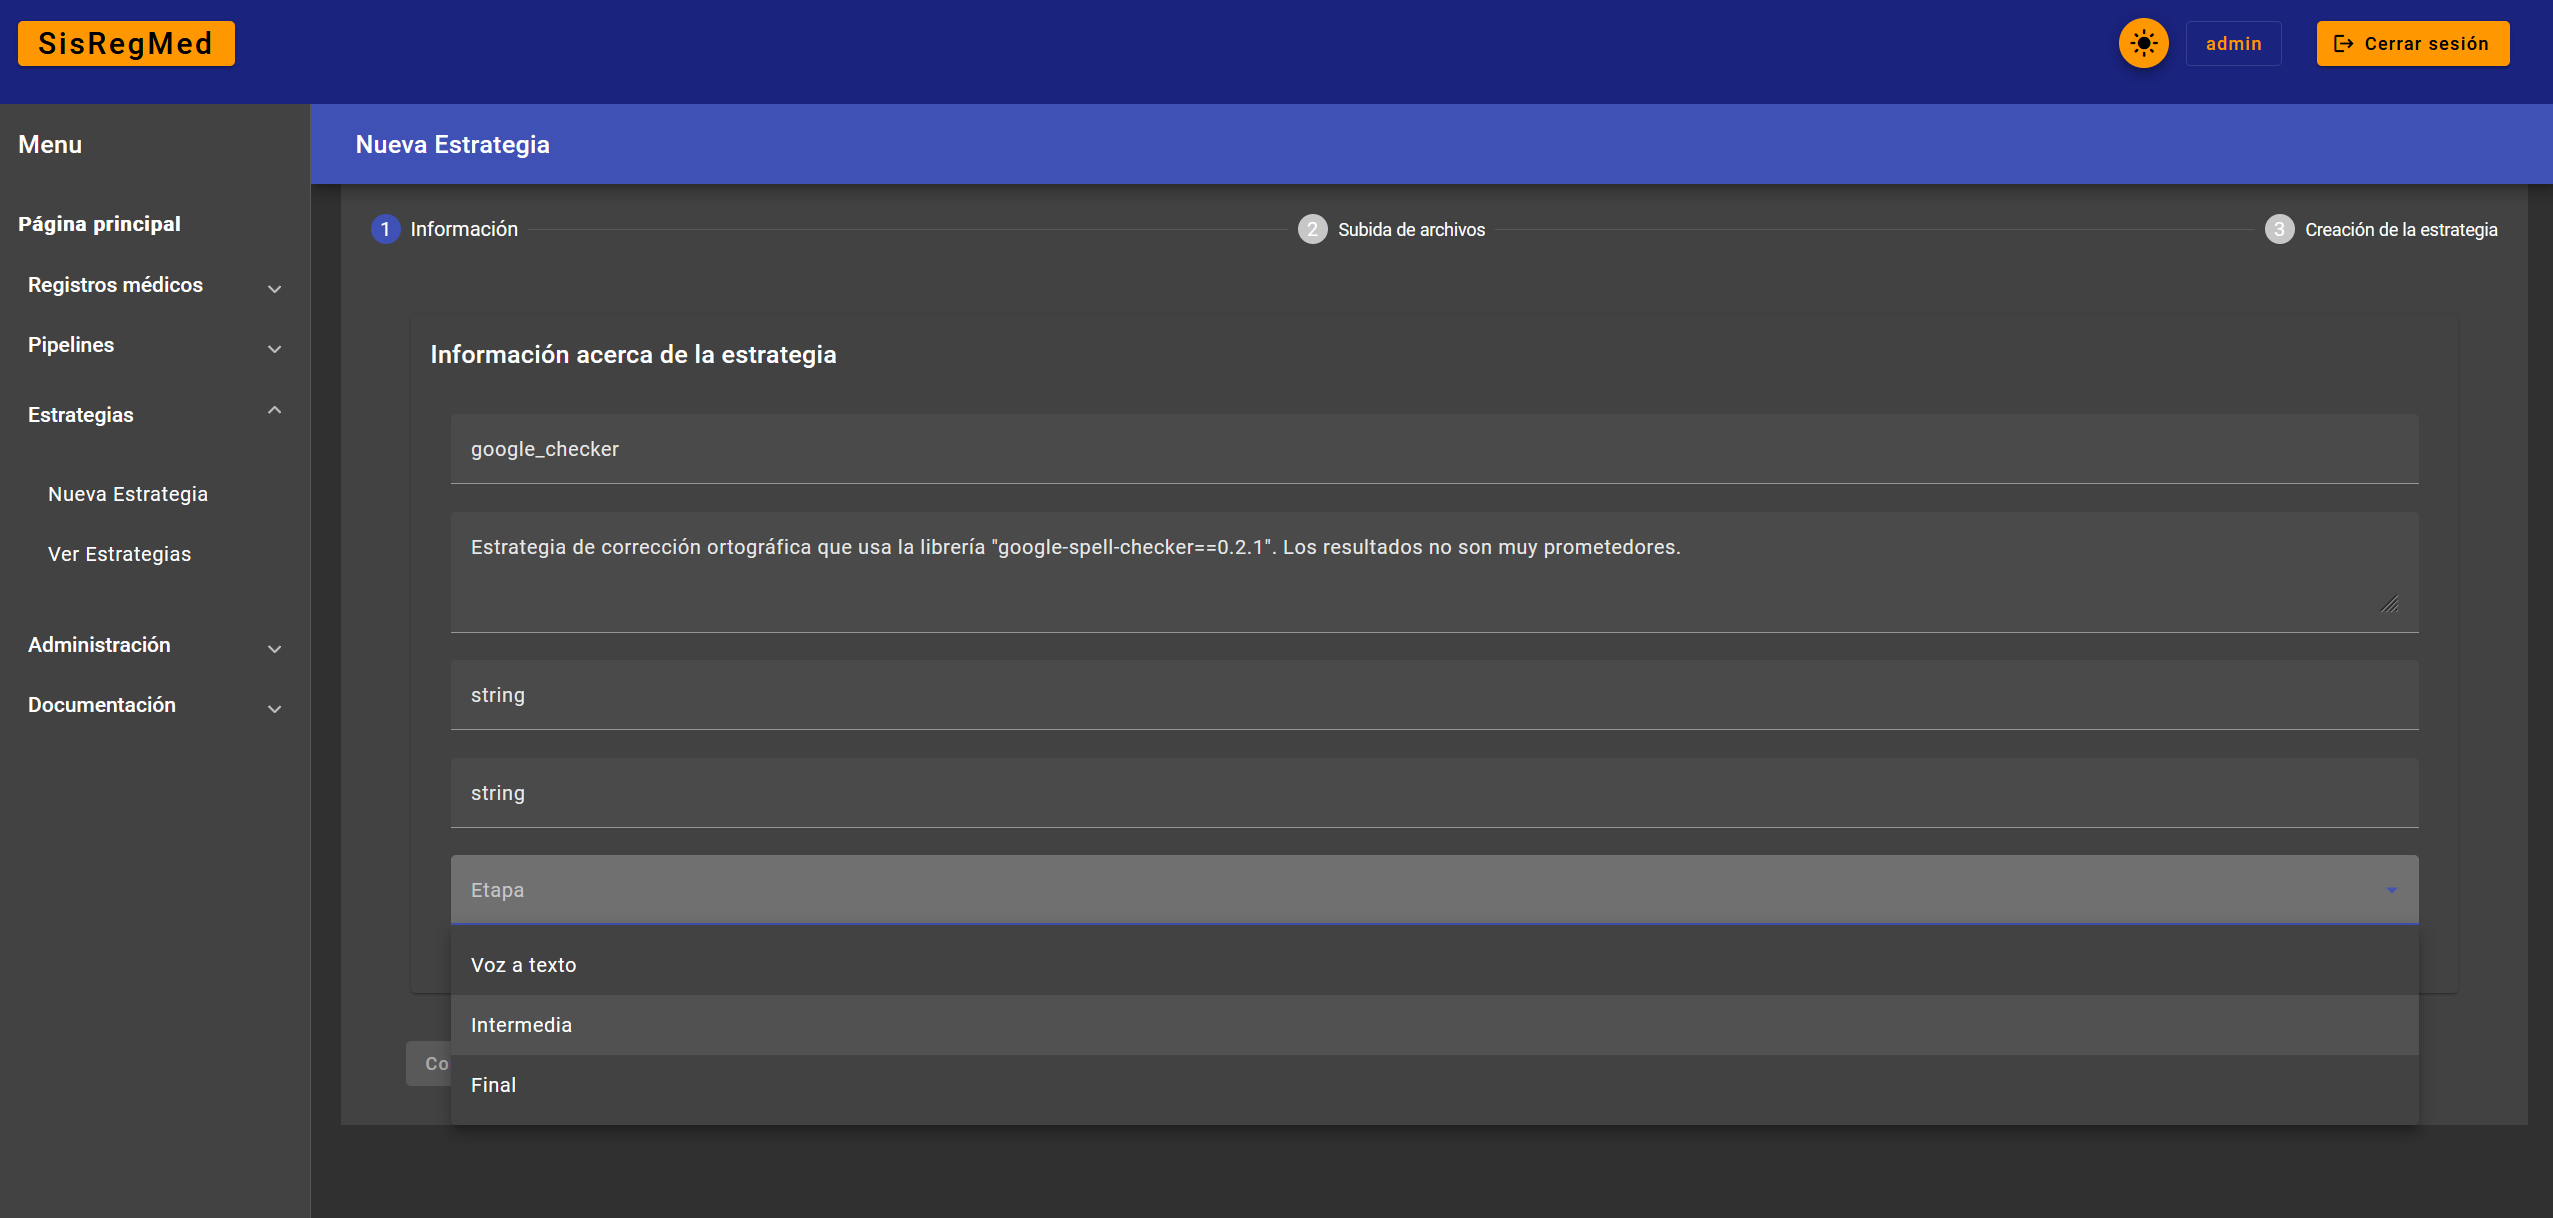 SisRegMed
admin
Cerrar sesión
Menu
Nueva Estrategia
Página principal
Registros médicos
Pipelines
Estrategias
Nueva Estrategia
Ver Estrategias
Administración
Documentación
1 Información
2 Subida de archivos
3 Creación de la estrategia
Información acerca de la estrategia
google_checker
Estrategia de corrección ortográfica que usa la librería "google-spell-checker==0.2.1". Los resultados no son muy prometedores.
string
string
Etapa
Voz a texto
Intermedia
Final
Co